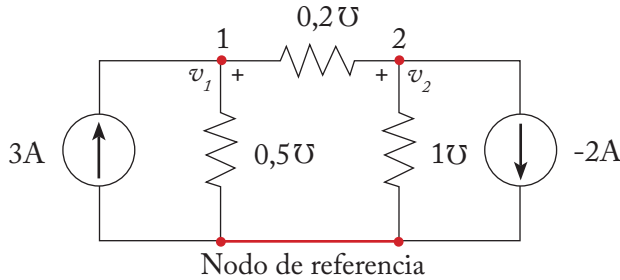 0,2℧
1
2
v₁ +
+ v₂
3A
0,5℧
1℧
-2A
Nodo de referencia